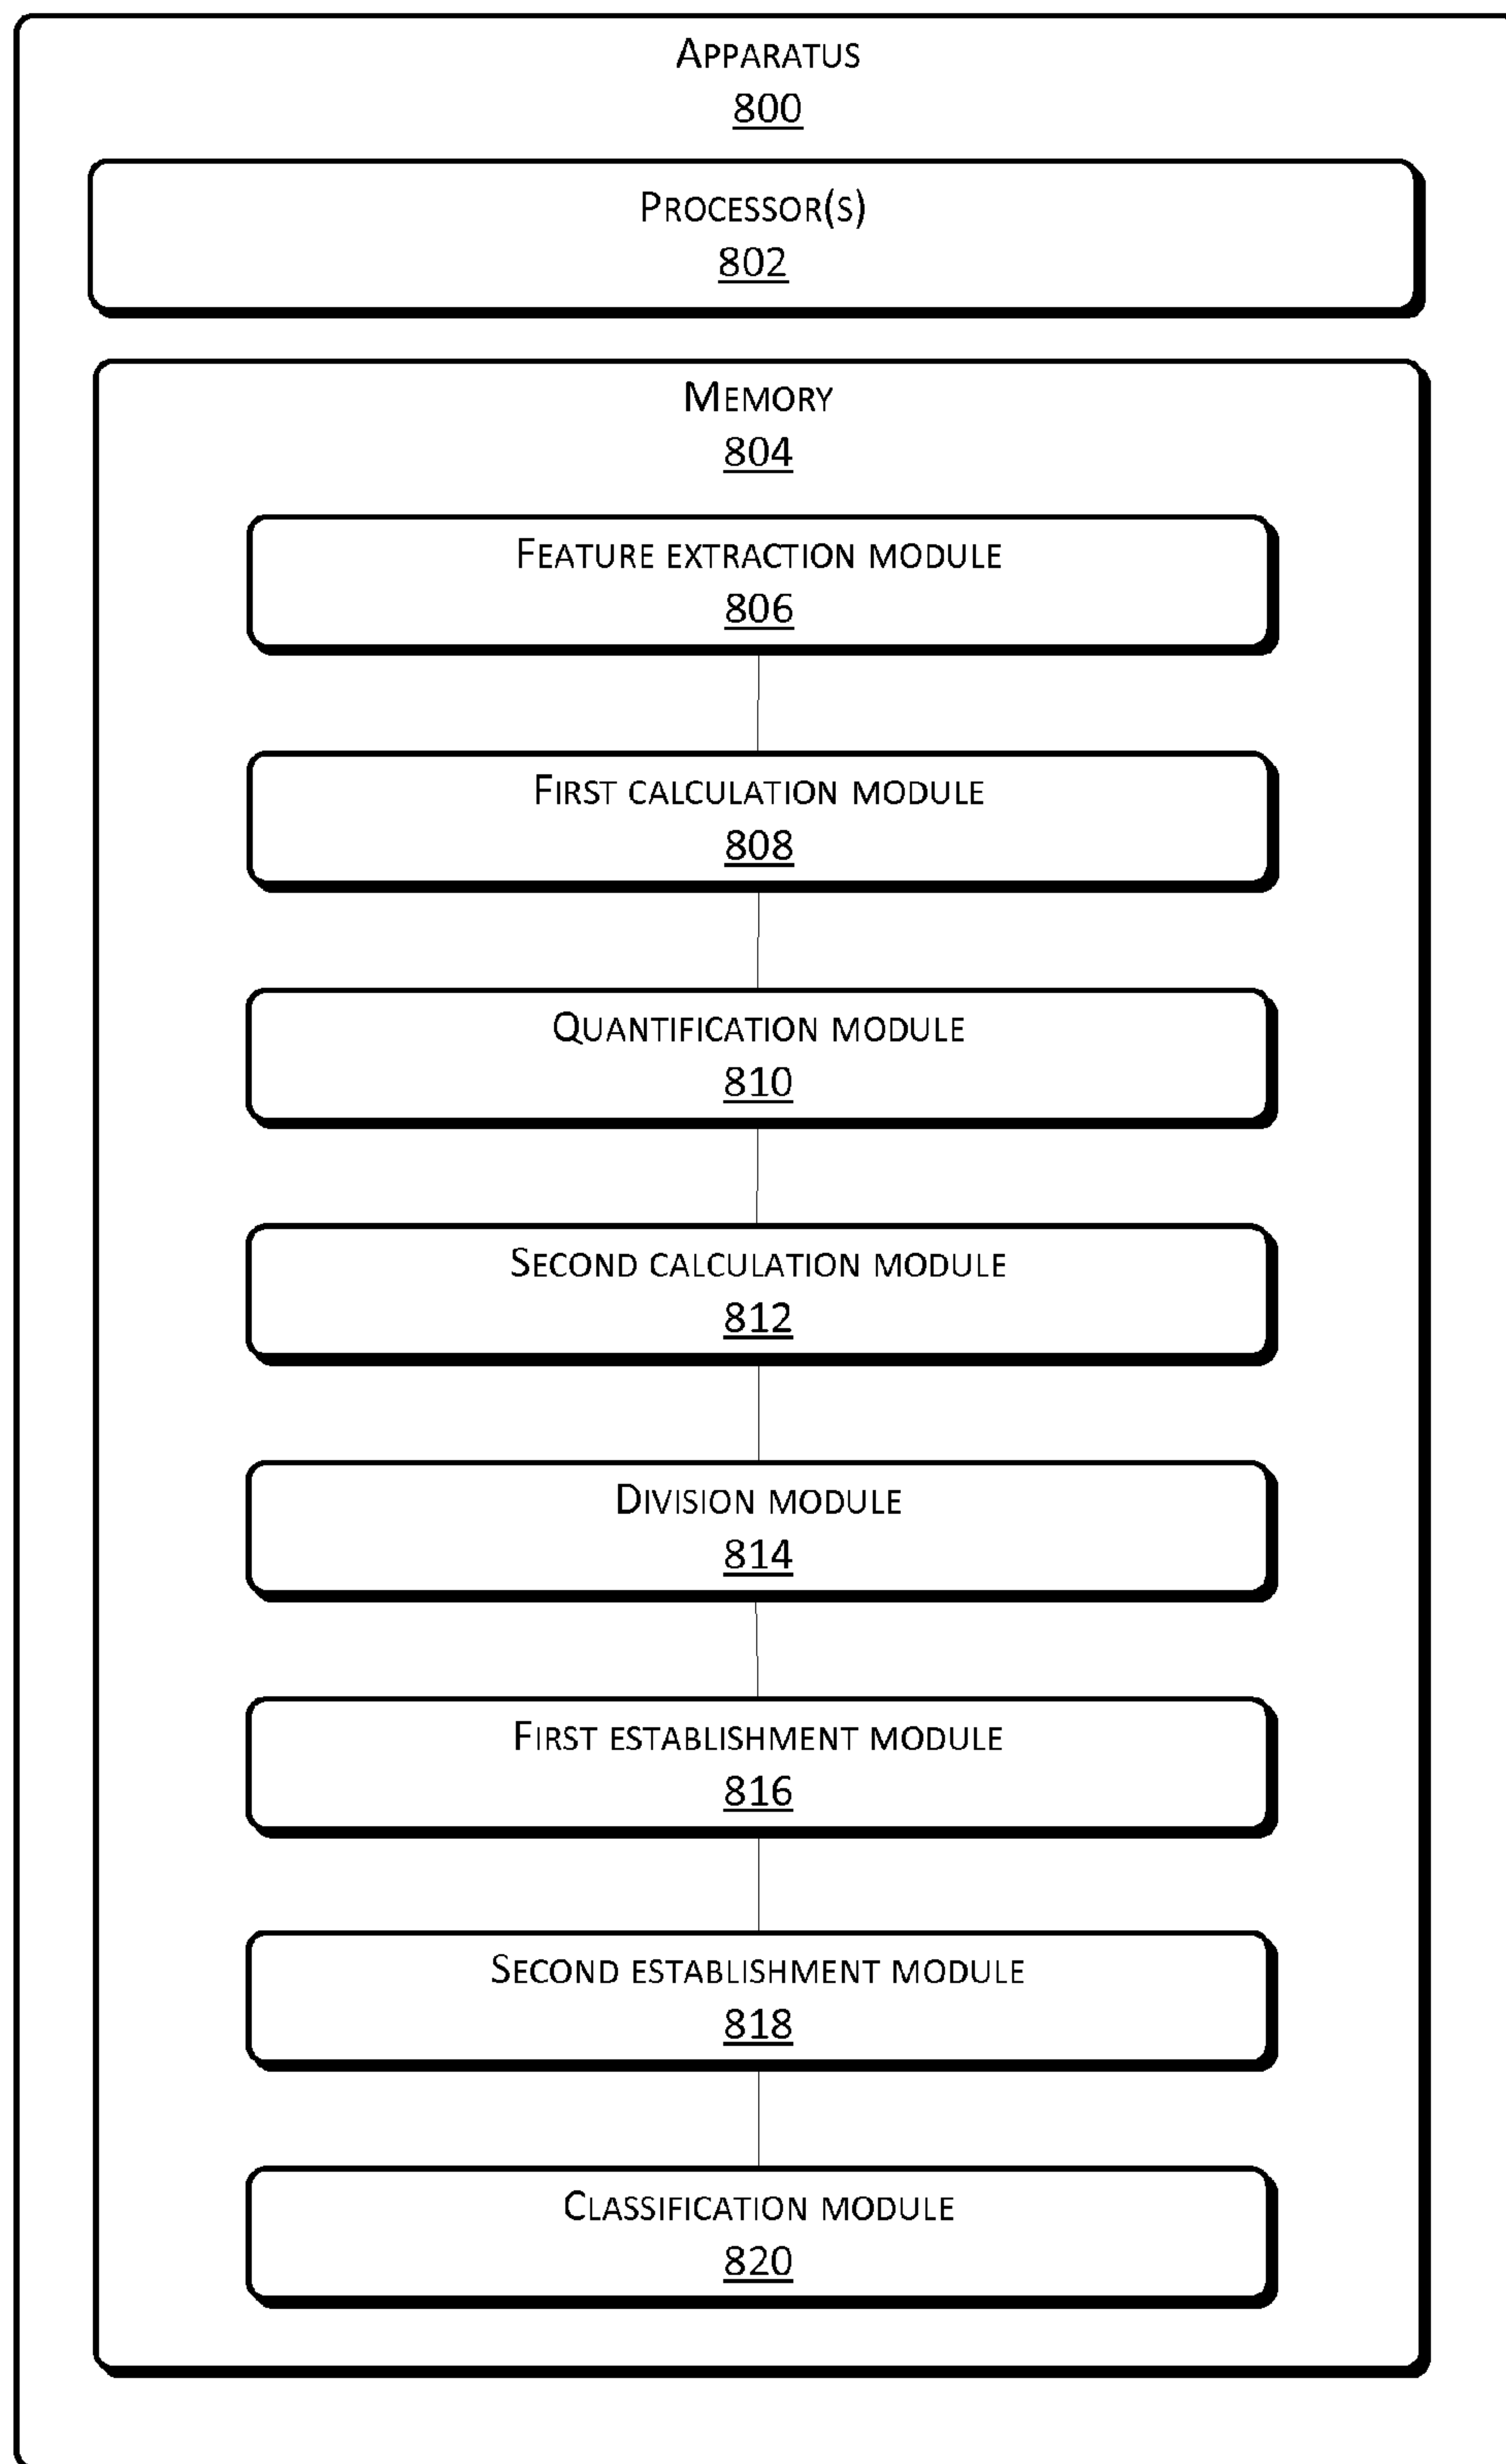 APPARATUS
800
PROCESSOR(S)
802
MEMORY
804
FEATURE EXTRACTION MODULE
806
FIRST CALCULATION MODULE
808
QUANTIFICATION MODULE
810
SECOND CALCULATION MODULE
812
DIVISION MODULE
814
FIRST ESTABLISHMENT MODULE
816
SECOND ESTABLISHMENT MODULE
818
CLASSIFICATION MODULE
820